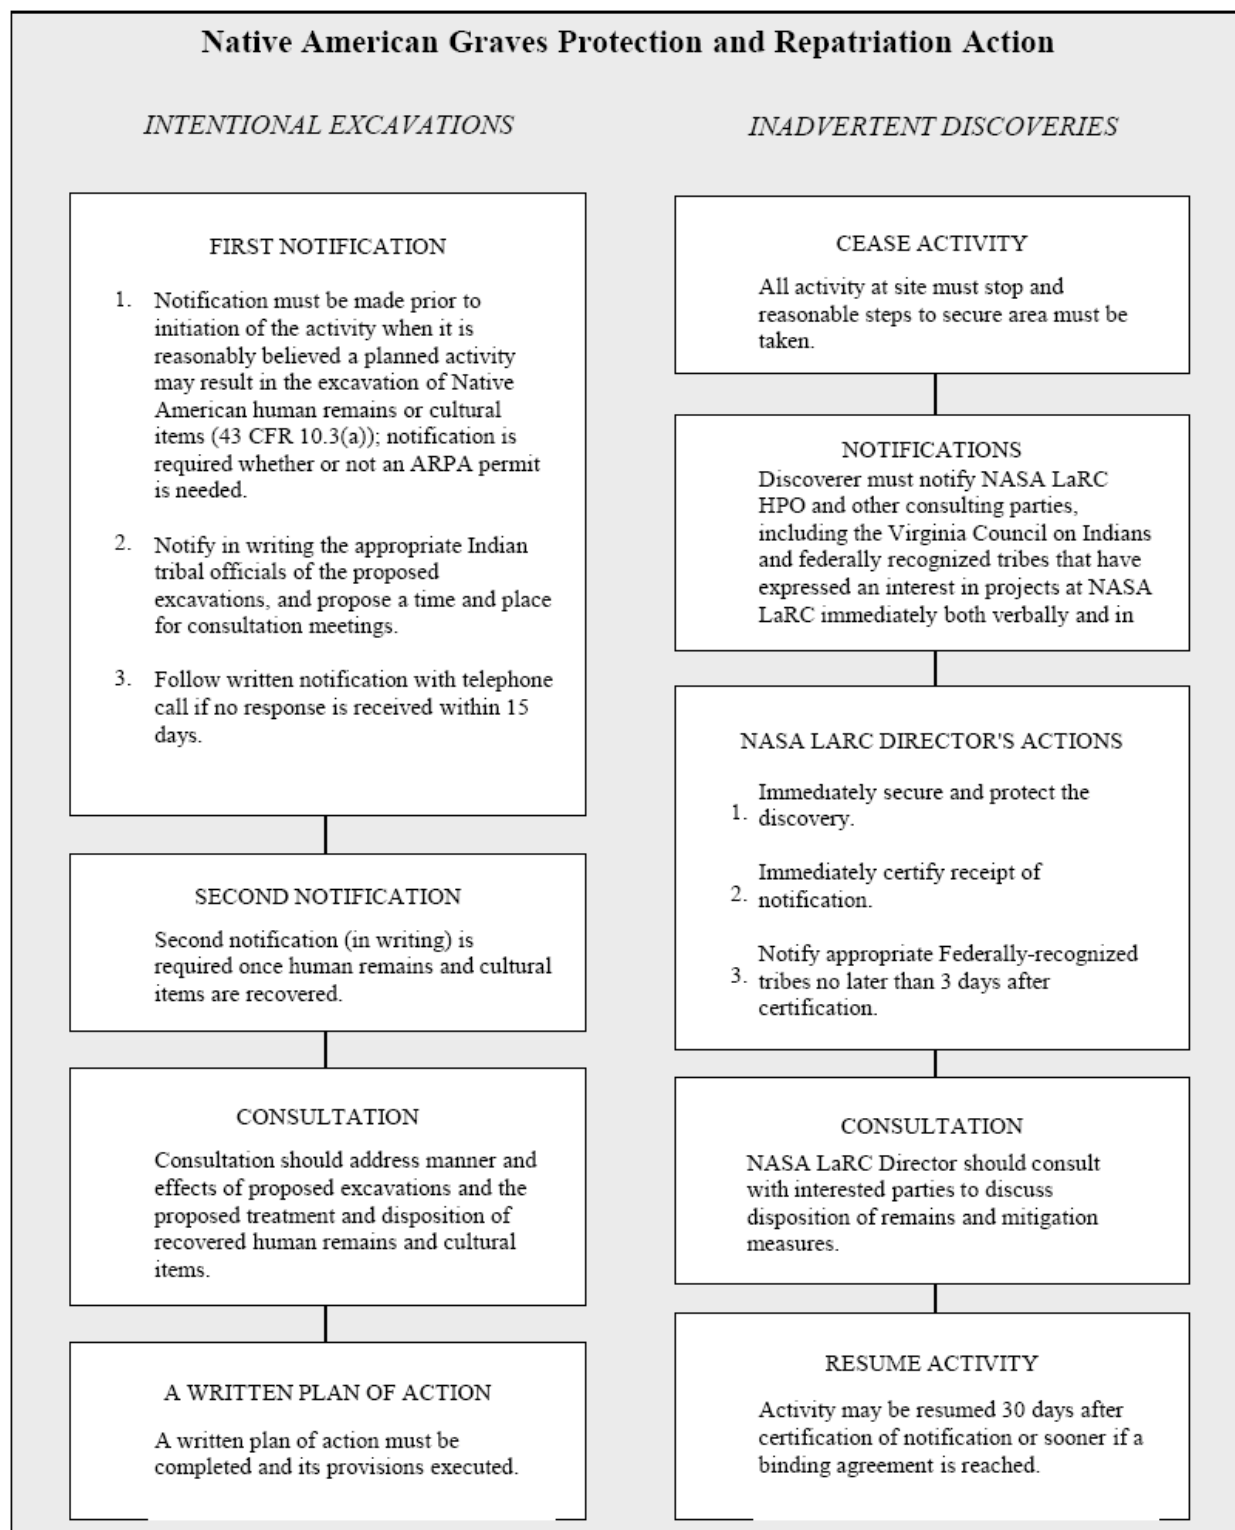 Native American Graves Protection and Repatriation Action
INTENTIONAL EXCAVATIONS
FIRST NOTIFICATION
1. Notification must be made prior to
initiation of the activity when it is
reasonably believed a planned activity
may result in the excavation of Native
American human remains or cultural
items (43 CFR 10.3(a)); notification is
required whether or not an ARPA permit
is needed.
2. Notify in writing the appropriate Indian
tribal officials of the proposed
excavations, and propose a time and place
for consultation meetings.
3. Follow written notification with telephone
call if no response is received within 15
days.
SECOND NOTIFICATION
Second notification (in writing) is
required once human remains and cultural
items are recovered.
CONSULTATION
Consultation should address manner and
effects of proposed excavations and the
proposed treatment and disposition of
recovered human remains and cultural
items.
A WRITTEN PLAN OF ACTION
A written plan of action must be
completed and its provisions executed.
INADVERTENT DISCOVERIES
CEASE ACTIVITY
All activity at site must stop and
reasonable steps to secure area must be
taken.
NOTIFICATIONS
Discoverer must notify NASA LaRC
HPO and other consulting parties,
including the Virginia Council on Indians
and federally recognized tribes that have
expressed an interest in projects at NASA
LaRC immediately both verbally and in
NASA LARC DIRECTOR'S ACTIONS
1. Immediately secure and protect the
discovery.
2. Immediately certify receipt of
notification.
3. Notify appropriate Federally-recognized
tribes no later than 3 days after
certification.
CONSULTATION
NASA LaRC Director should consult
with interested parties to discuss
disposition of remains and mitigation
measures.
RESUME ACTIVITY
Activity may be resumed 30 days after
certification of notification or sooner if a
binding agreement is reached.